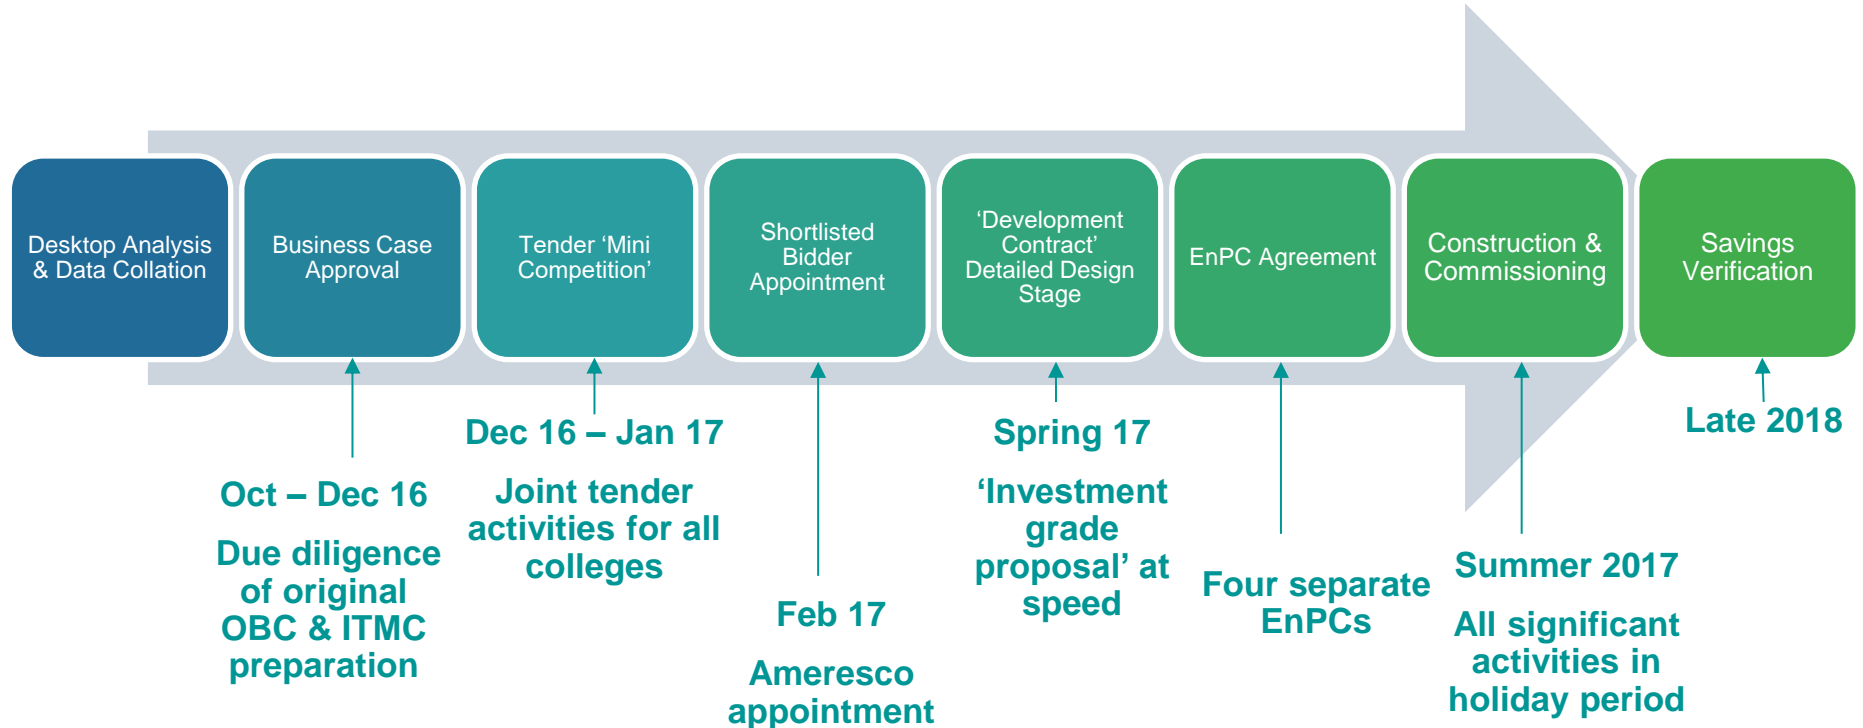 Desktop Analysis
& Data Collation
Business Case
Approval
Tender ‘Mini
Competition’
Shortlisted
Bidder
Appointment
‘Development
Contract’
Detailed Design
Stage
EnPC Agreement
Construction &
Commissioning
Savings
Verification
Oct – Dec 16
Due diligence
of original
OBC & ITMC
preparation
Dec 16 – Jan 17
Joint tender
activities for all
colleges
Feb 17
Ameresco
appointment
Spring 17
‘Investment
grade
proposal’ at
speed
Four separate
EnPCs
Summer 2017
All significant
activities in
holiday period
Late 2018